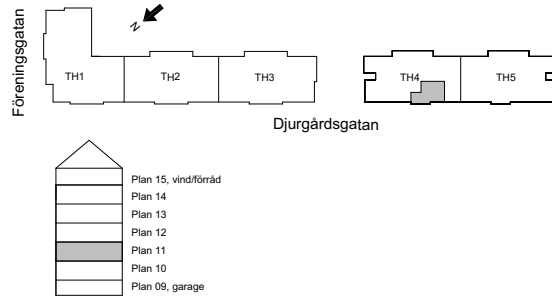 Föreningsgatan
N
TH1
TH2
TH3
TH4
TH5
Djurgårdsgatan
Plan 15, vind/förråd
Plan 14
Plan 13
Plan 12
Plan 11
Plan 10
Plan 09, garage